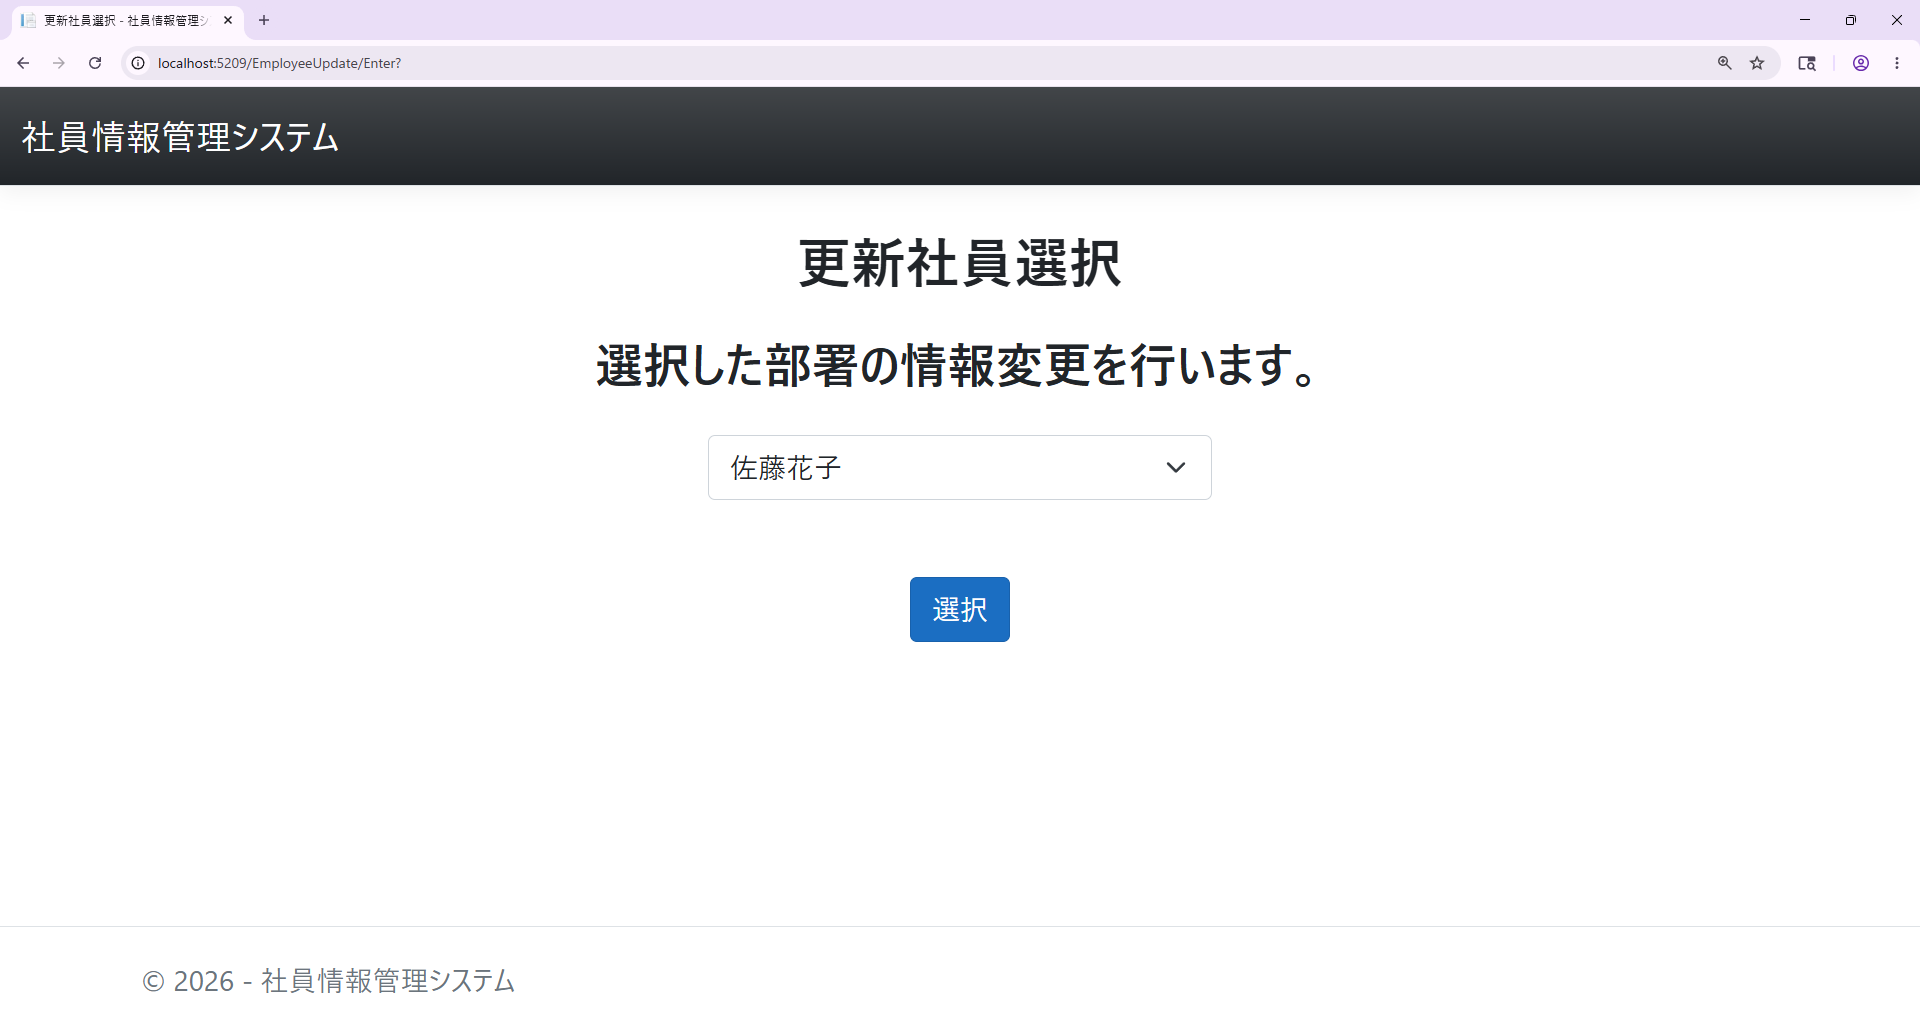 更新社員選択 - 社員情報管理シ
localhost:5209/EmployeeUpdate/Enter?
社員情報管理システム
更新社員選択
選択した部署の情報変更を行います。
佐藤花子
選択
© 2026 - 社員情報管理システム